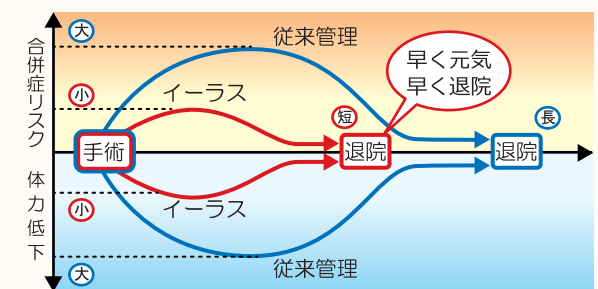 大
従来管理
早く元気
早く退院
合併症リスク
小
イーラス
短
長
手術
退院
退院
体力低下
小
イーラス
大
従来管理